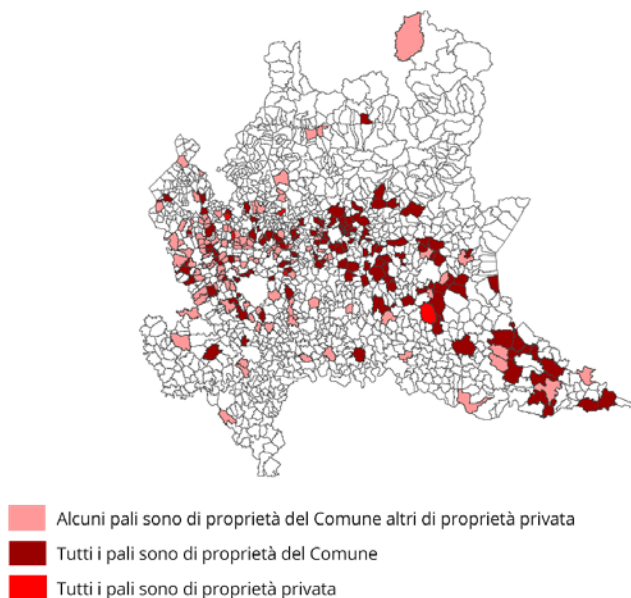 Alcuni pali sono di proprietà del Comune altri di proprietà privata
Tutti i pali sono di proprietà del Comune
Tutti i pali sono di proprietà privata